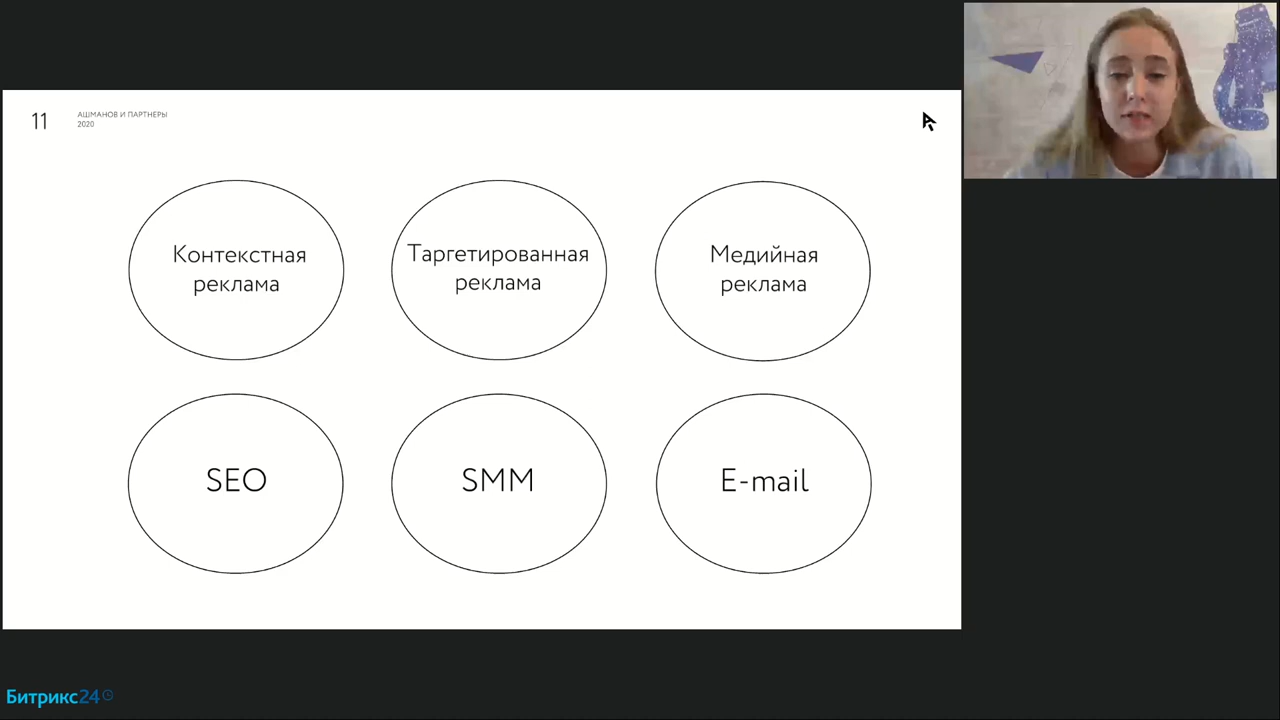 11
АШМАНОВ И ПАРТНЕРЫ
2020
Контекстная
реклама
Таргетированная
реклама
Медийная
реклама
SEO
SMM
E-mail
Битрикс24